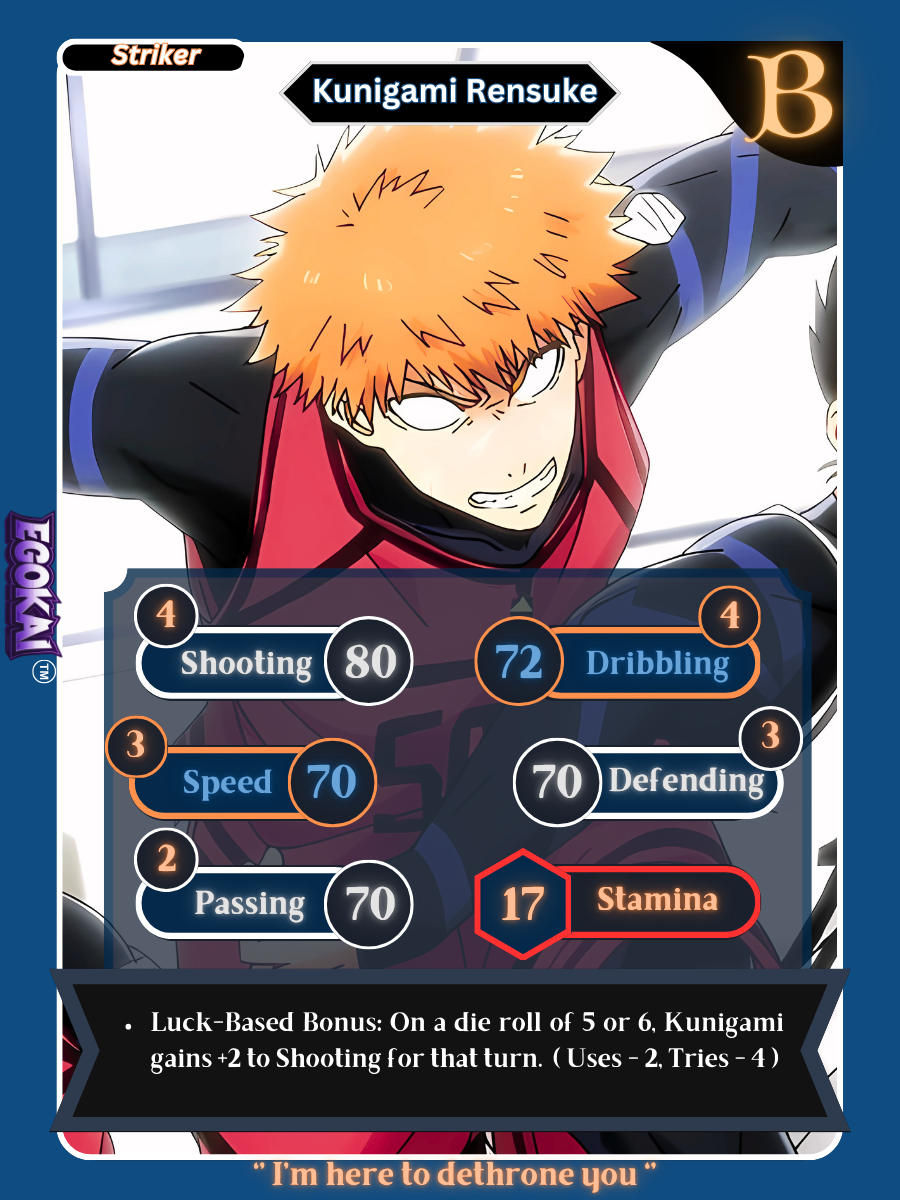 Striker
Kunigami Rensuke
B
EGOKAI
TM
4
Shooting 80
4
72 Dribbling
3
Speed 70
3
70 Defending
2
Passing 70
17 Stamina
50
• Luck-Based Bonus: On a die roll of 5 or 6, Kunigami
gains +2 to Shooting for that turn. ( Uses - 2, Tries - 4 )
“ I'm here to dethrone you “